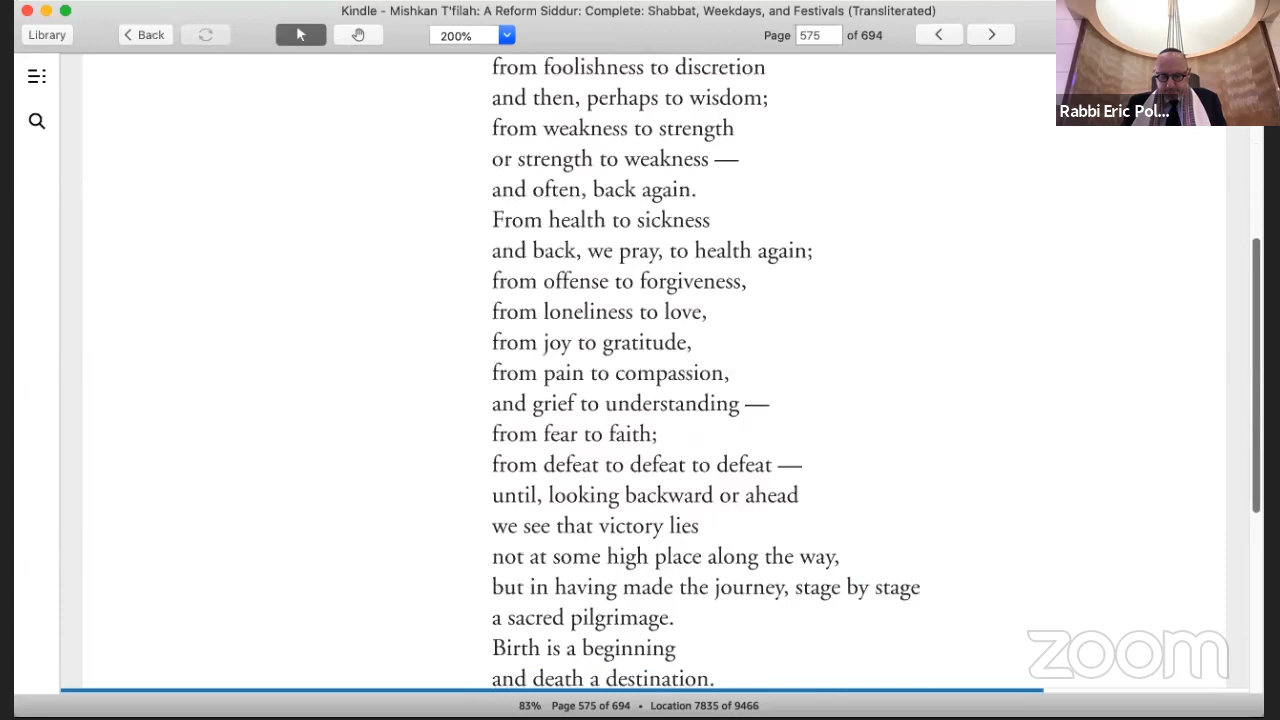 Kindle - Mishkan T'filah: A Reform Siddur: Complete: Shabbat, Weekdays, and Festivals (Transliterated)
Library Back 200% Page 575 of 694
Rabbi Eric Pol...
from foolishness to discretion
and then, perhaps to wisdom;
from weakness to strength
or strength to weakness —
and often, back again.
From health to sickness
and back, we pray, to health again;
from offense to forgiveness,
from loneliness to love,
from joy to gratitude,
from pain to compassion,
and grief to understanding —
from fear to faith;
from defeat to defeat to defeat —
until, looking backward or ahead
we see that victory lies
not at some high place along the way,
but in having made the journey, stage by stage
a sacred pilgrimage.
Birth is a beginning
and death a destination.
zoom
83% Page 575 of 694 • Location 7835 of 9466